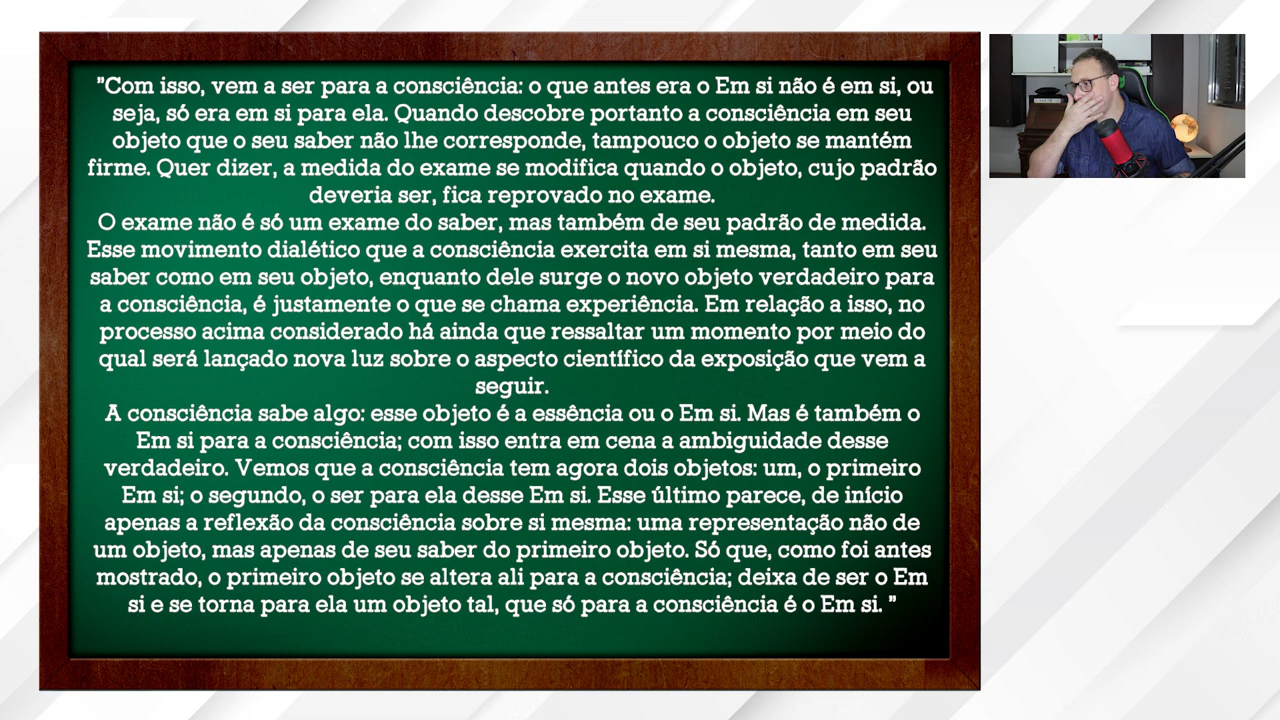 "Com isso, vem a ser para a consciência: o que antes era o Em si não é em si, ou
seja, só era em si para ela. Quando descobre portanto a consciência em seu
objeto que o seu saber não lhe corresponde, tampouco o objeto se mantém
firme. Quer dizer, a medida do exame se modifica quando o objeto, cujo padrão
deveria ser, fica reprovado no exame.
O exame não é só um exame do saber, mas também de seu padrão de medida.
Esse movimento dialético que a consciência exercita em si mesma, tanto em seu
saber como em seu objeto, enquanto dele surge o novo objeto verdadeiro para
a consciência, é justamente o que se chama experiência. Em relação a isso, no
processo acima considerado há ainda que ressaltar um momento por meio do
qual será lançado nova luz sobre o aspecto científico da exposição que vem a
seguir.
A consciência sabe algo: esse objeto é a essência ou o Em si. Mas é também o
Em si para a consciência; com isso entra em cena a ambiguidade desse
verdadeiro. Vemos que a consciência tem agora dois objetos: um, o primeiro
Em si; o segundo, o ser para ela desse Em si. Esse último parece, de início
apenas a reflexão da consciência sobre si mesma: uma representação não de
um objeto, mas apenas de seu saber do primeiro objeto. Só que, como foi antes
mostrado, o primeiro objeto se altera ali para a consciência; deixa de ser o Em
si e se torna para ela um objeto tal, que só para a consciência é o Em si. "